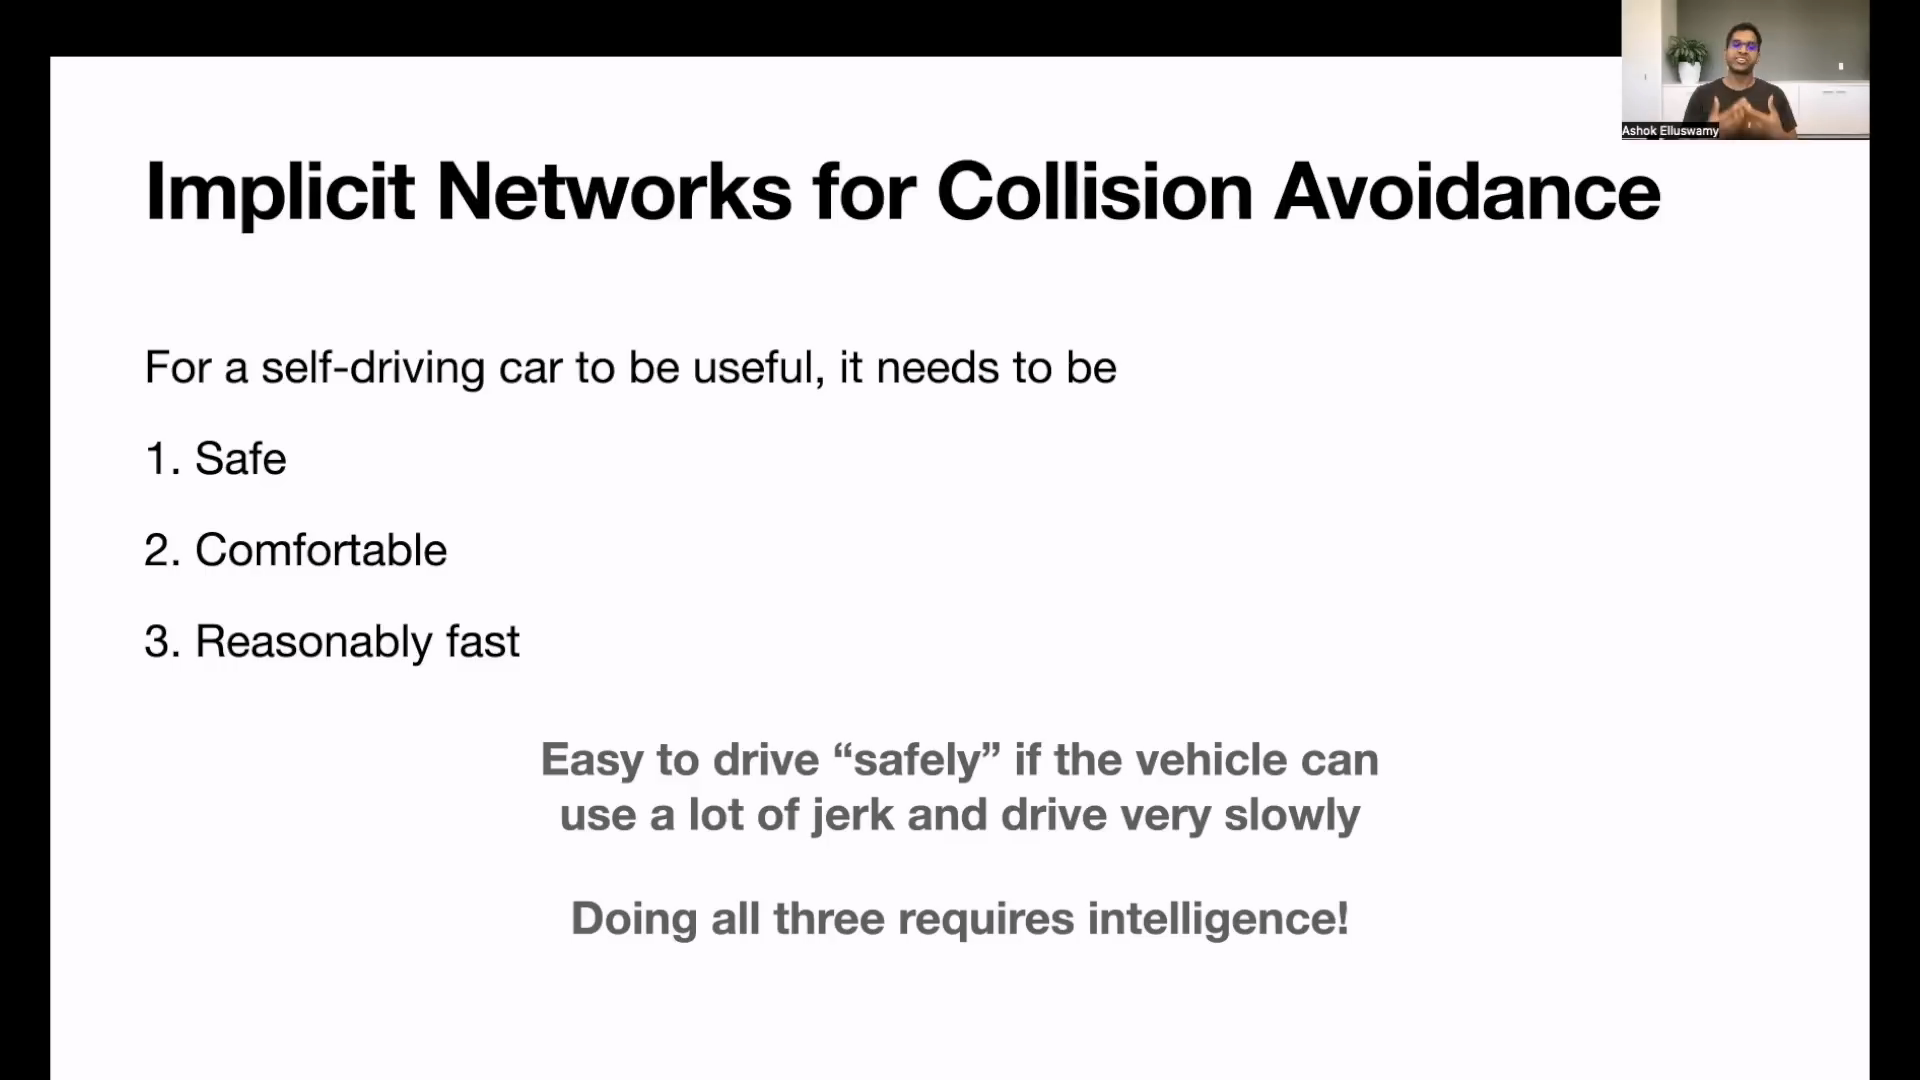 Ashok Elluswamy
Implicit Networks for Collision Avoidance
For a self-driving car to be useful, it needs to be
1. Safe
2. Comfortable
3. Reasonably fast
Easy to drive “safely” if the vehicle can
use a lot of jerk and drive very slowly
Doing all three requires intelligence!